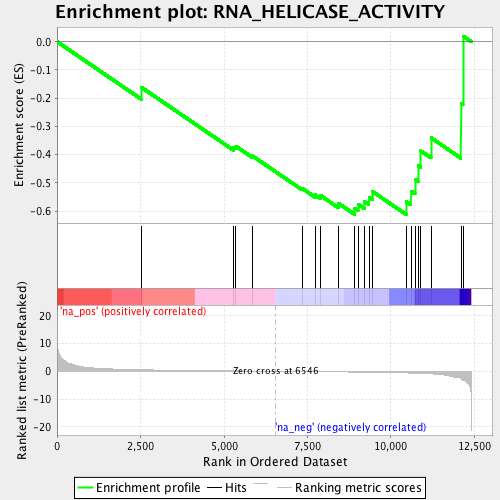 Enrichment plot: RNA_HELICASE_ACTIVITY
Enrichment score (ES)
0.0
-0.1
-0.2
-0.3
-0.4
-0.5
-0.6
'na_pos' (positively correlated)
Ranked list metric (PreRanked)
20
10
0
-10
-20
Zero cross at 6546
'na_neg' (negatively correlated)
0
2,500
5,000
7,500
10,000
12,500
Rank in Ordered Dataset
Enrichment profile
Hits
Ranking metric scores